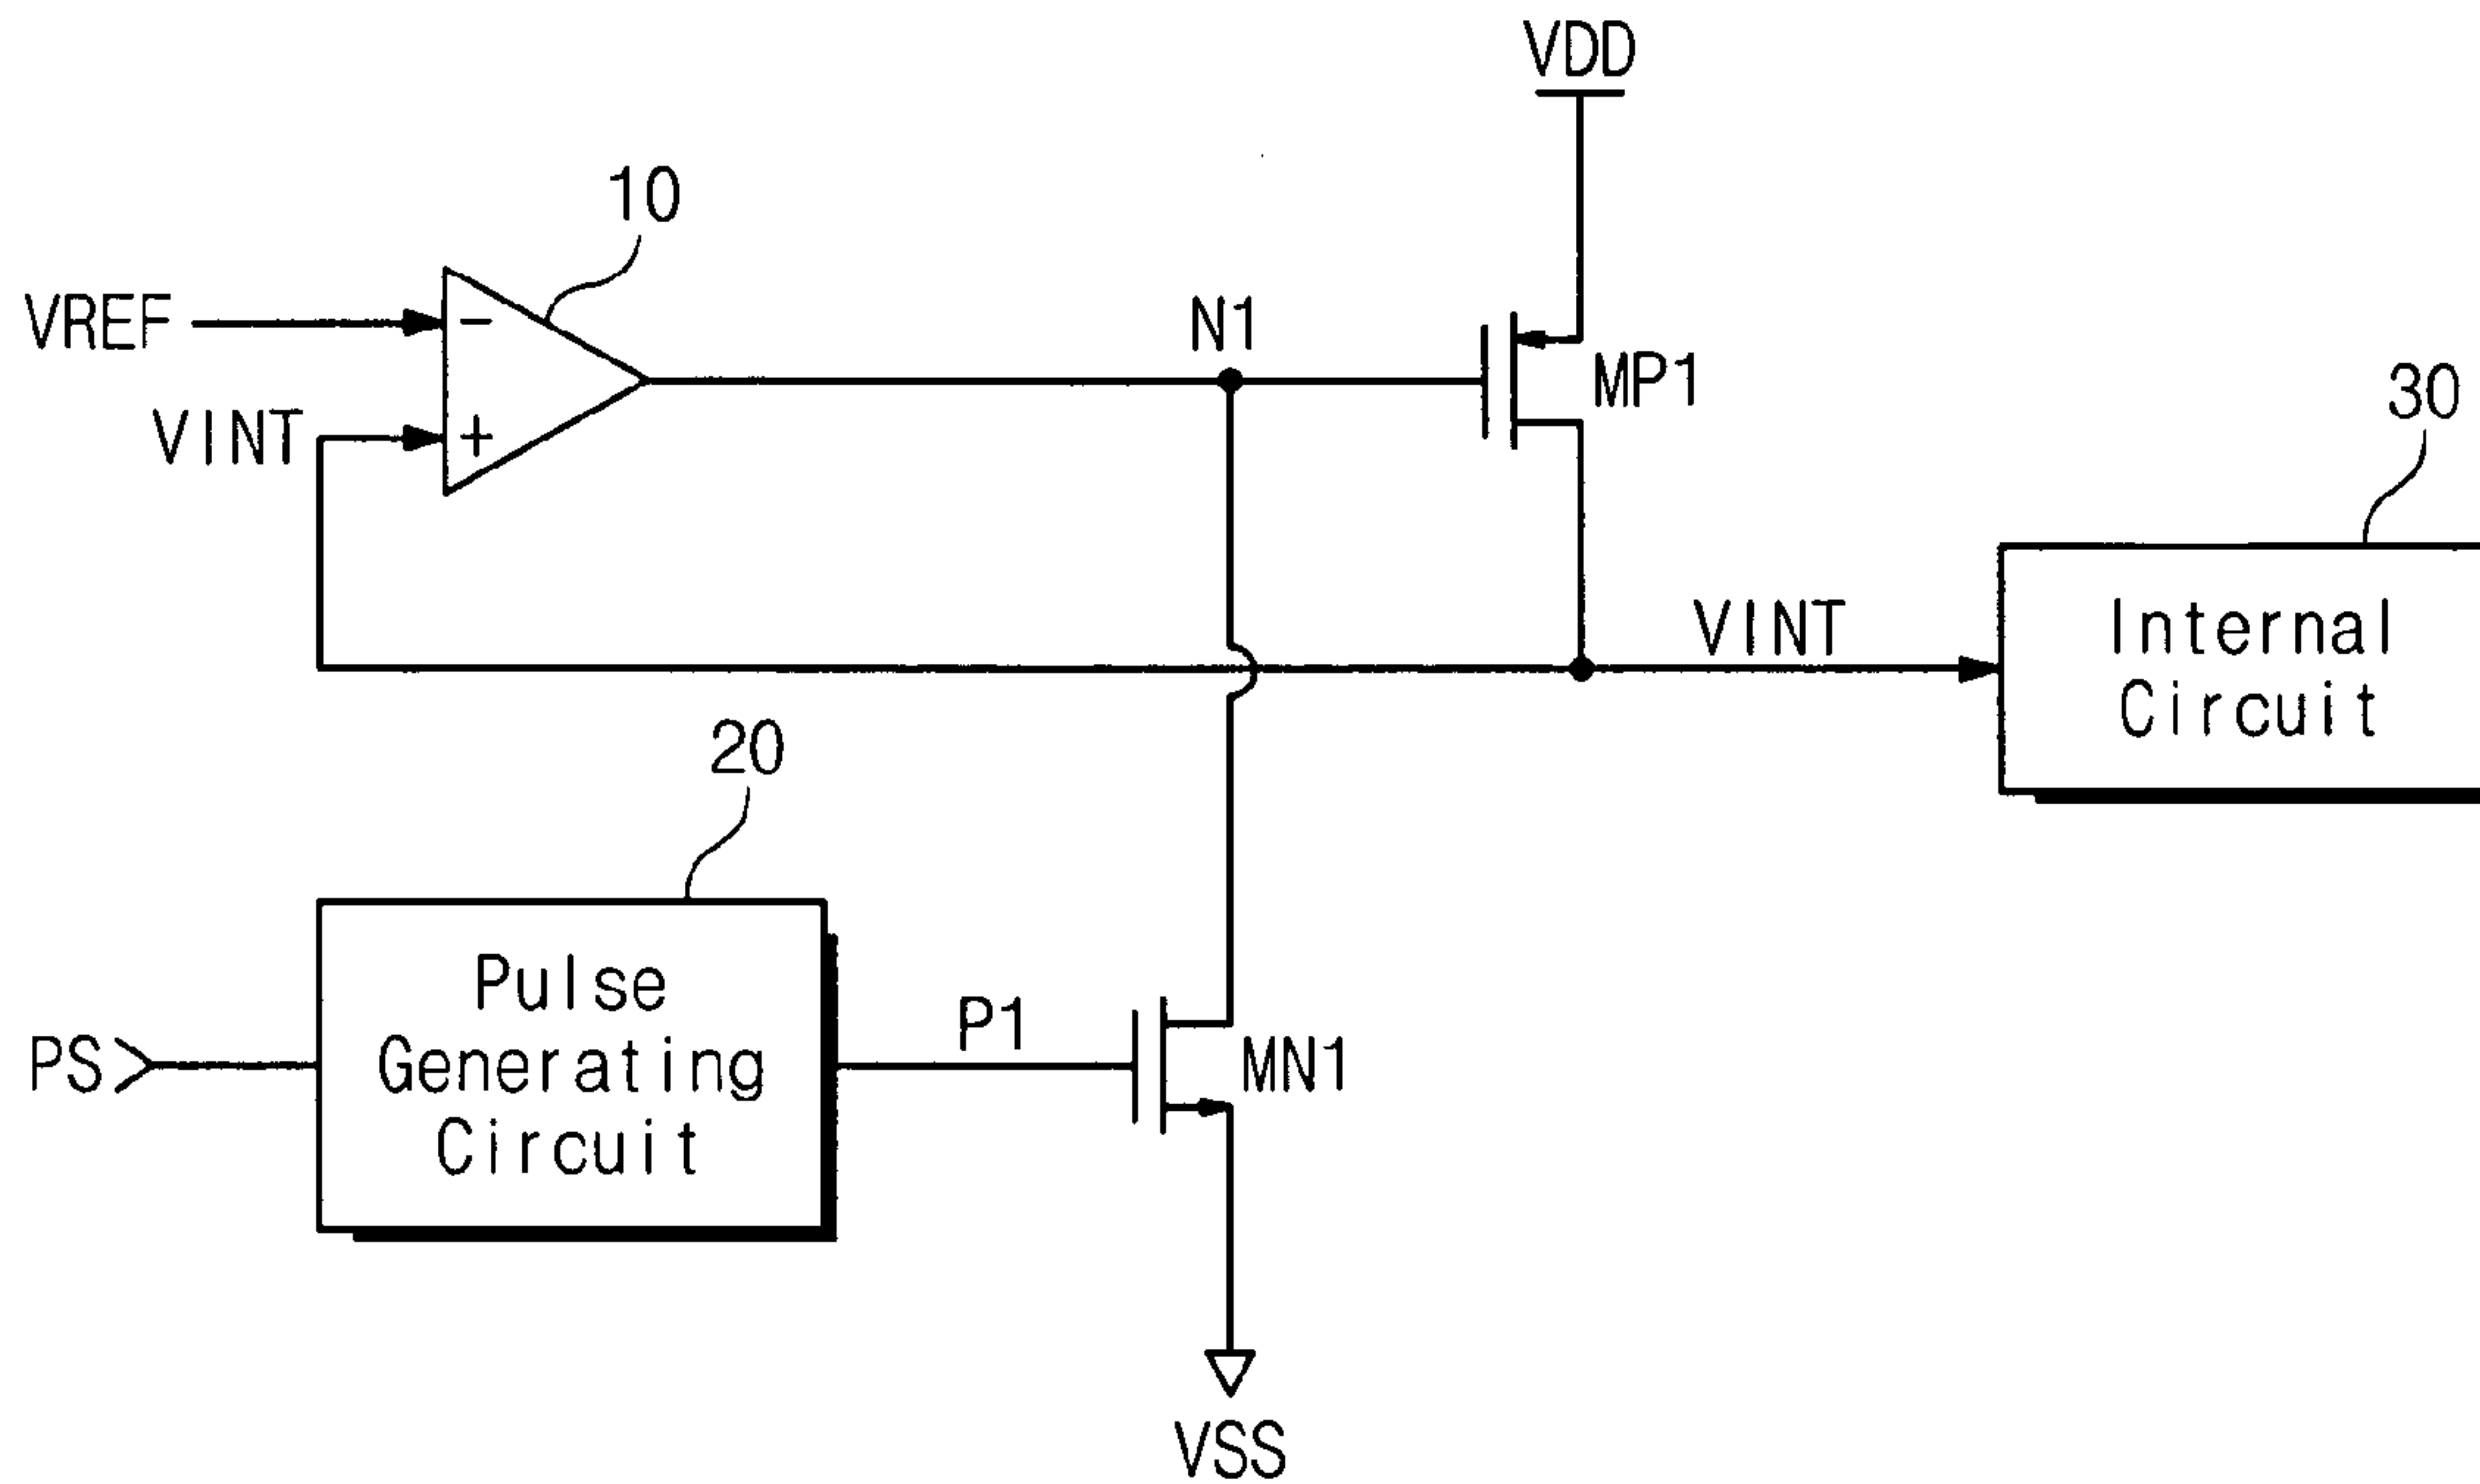 VDD
10
VREF
−
N1
MP1
VINT
+
30
VINT
Internal
Circuit
20
Pulse
Generating
Circuit
PS
P1
MN1
VSS